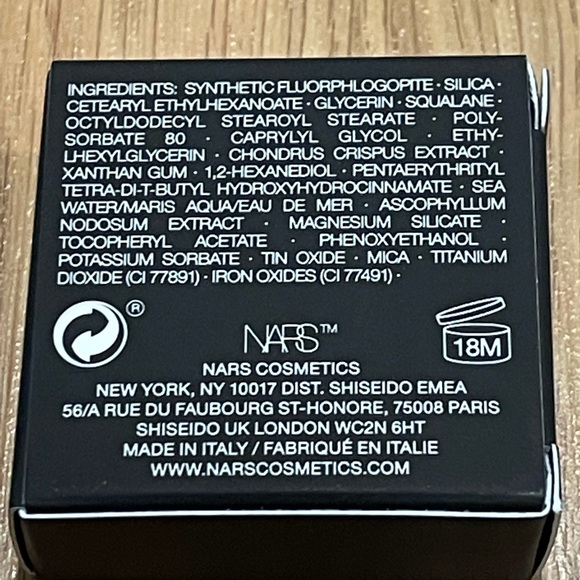 INGREDIENTS: SYNTHETIC FLUORPHLOGOPITE · SILICA ·
CETEARYL ETHYLHEXANOATE · GLYCERIN · SQUALANE ·
OCTYLDODECYL STEAROYL STEARATE · POLY-
SORBATE 80 · CAPRYLYL GLYCOL · ETHY-
LHEXYLGLYCERIN · CHONDRUS CRISPUS EXTRACT ·
XANTHAN GUM · 1,2-HEXANEDIOL · PENTAERYTHRITYL
TETRA-DI-T-BUTYL HYDROXYHYDROCINNAMATE · SEA
WATER/MARIS AQUA/EAU DE MER · ASCOPHYLLUM
NODOSUM EXTRACT · MAGNESIUM SILICATE ·
TOCOPHERYL ACETATE · PHENOXYETHANOL ·
POTASSIUM SORBATE · TIN OXIDE · MICA · TITANIUM
DIOXIDE (CI 77891) · IRON OXIDES (CI 77491) ·
®
NARS™
18M
NARS COSMETICS
NEW YORK, NY 10017 DIST. SHISEIDO EMEA
56/A RUE DU FAUBOURG ST-HONORE, 75008 PARIS
SHISEIDO UK LONDON WC2N 6HT
MADE IN ITALY / FABRIQUÉ EN ITALIE
WWW.NARSCOSMETICS.COM